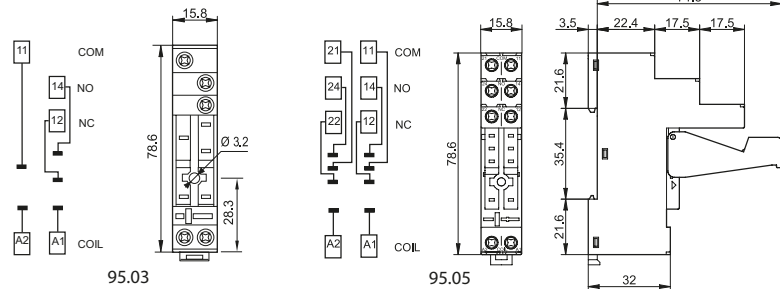 11 COM
14 NO
12 NC
A2 A1 COIL
95.03
15.8
78.6
Ø 3,2
28.3
21 11 COM
24 14 NO
22 12 NC
A2 A1 COIL
95.05
15.8
78.6
3.5 22.4 17.5 17.5
21.6
35.4
21.6
32